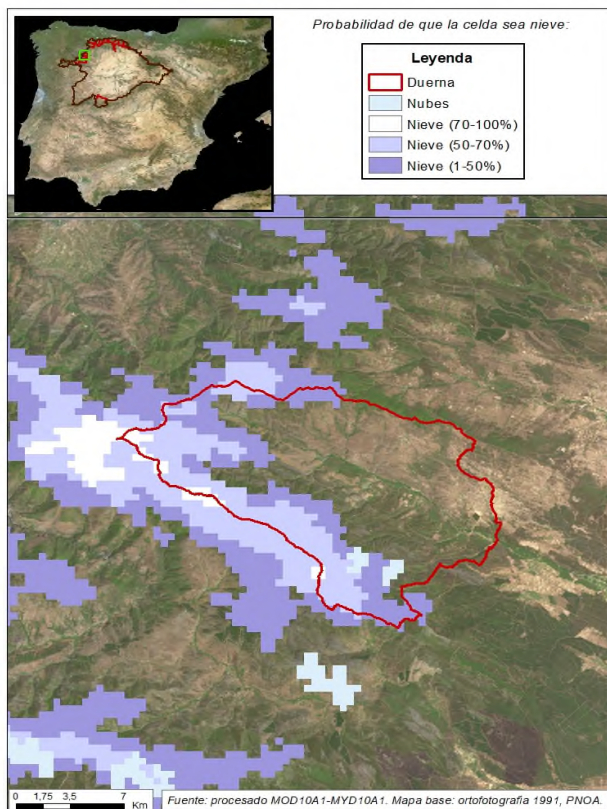 Probabilidad de que la celda sea nieve:
Leyenda
Duerna
Nubes
Nieve (70-100%)
Nieve (50-70%)
Nieve (1-50%)
0 1,75 3,5 7
Km
Fuente: procesado MOD10A1-MYD10A1. Mapa base: ortofotografía 1991, PNOA